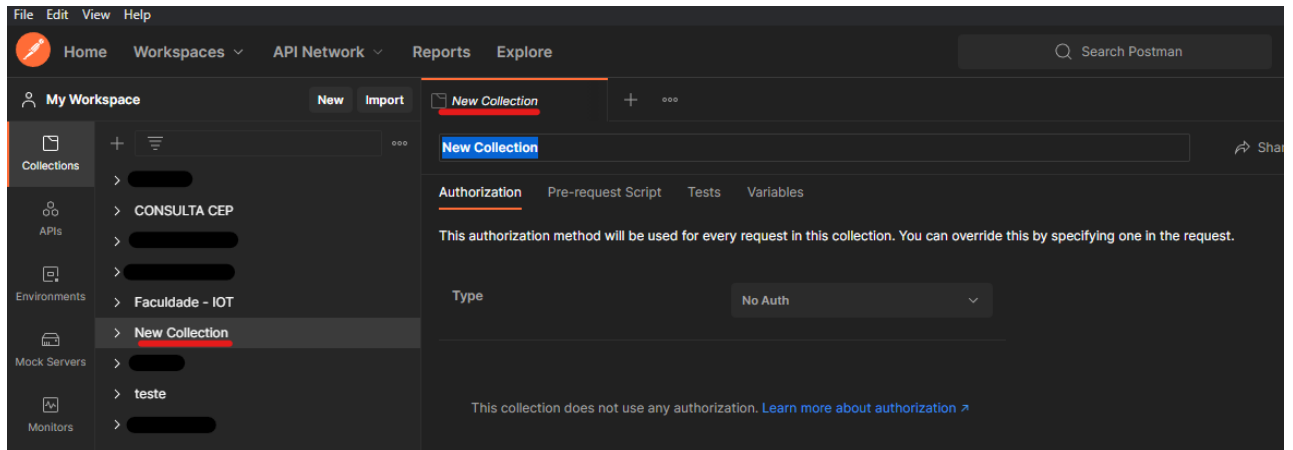 File Edit View Help
Home Workspaces API Network Reports Explore Search Postman
My Workspace New Import
New Collection
Collections
New Collection
CONSULTA CEP
APIs
Authorization Pre-request Script Tests Variables
This authorization method will be used for every request in this collection. You can override this by specifying one in the request.
Environments
Faculdade - IOT
Type No Auth
New Collection
Mock Servers
teste
This collection does not use any authorization. Learn more about authorization
Monitors